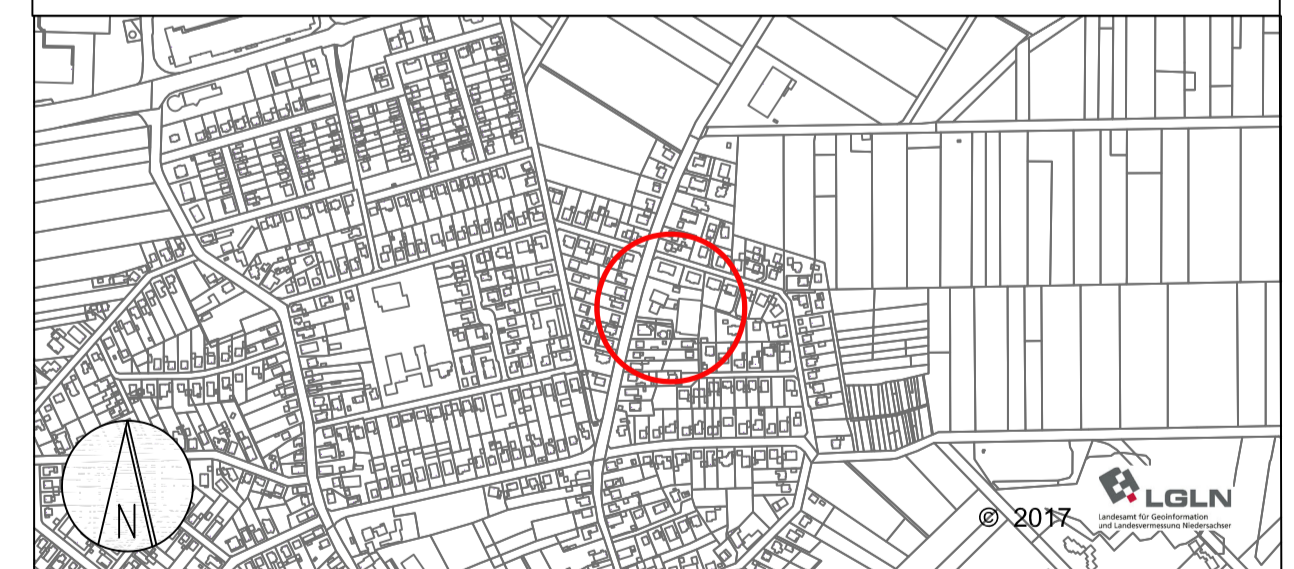 N
© 2017
LGLN
Landesamt für Geoinformation
und Landesvermessung Niedersachsen